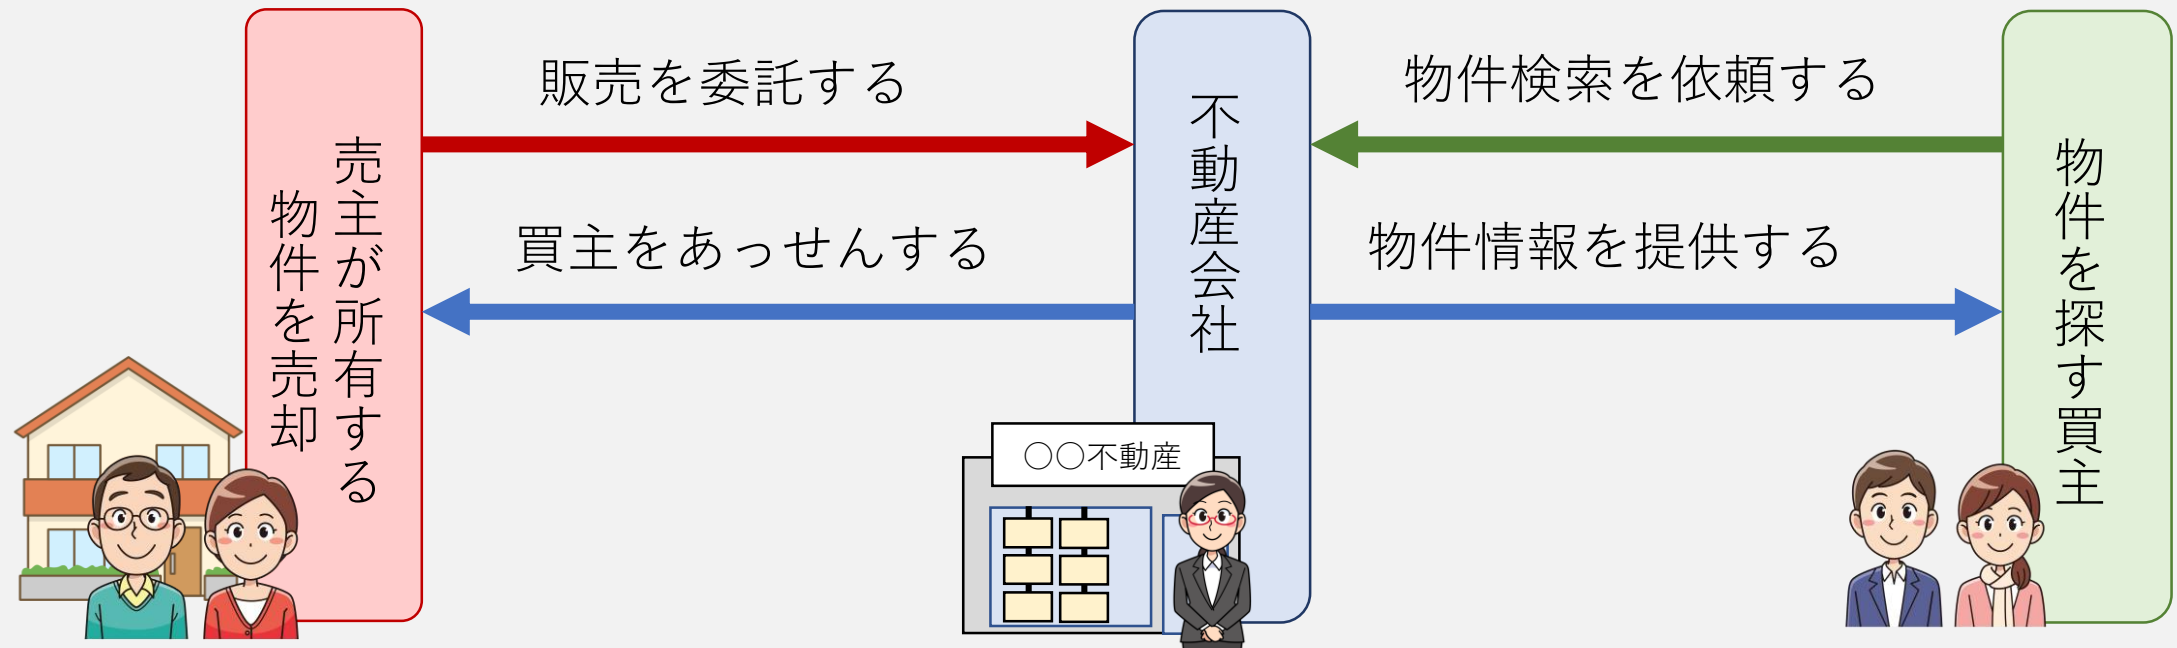 売主が所有する
物件を売却
販売を委託する
買主をあっせんする
不動産会社
〇〇不動産
物件検索を依頼する
物件情報を提供する
物件を探す買主